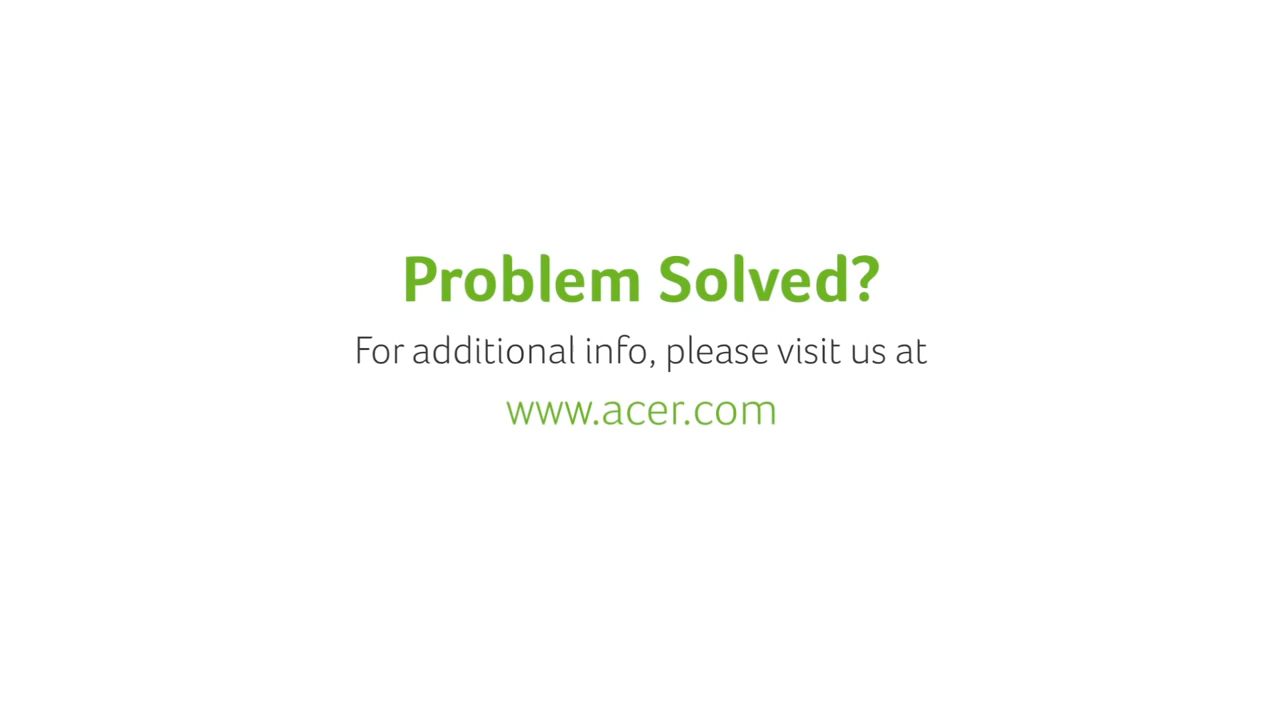 Problem Solved?
For additional info, please visit us at
www.acer.com